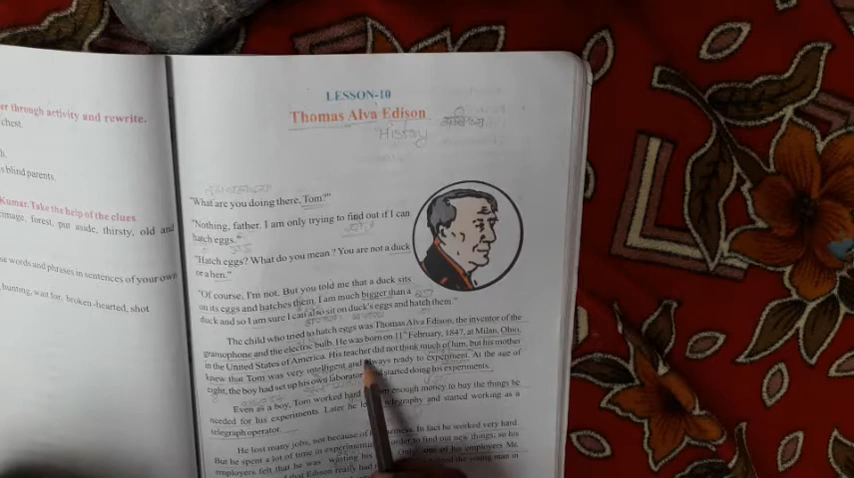 er through activity and rewrite.
chest.
h.
s blind parents.
Kumar. Take the help of the clues
rimage, forest, put aside, thirsty, old and
se words and phrases in sentences of your own
hunting, wait for, broken-hearted, shot
LESSON-10
Thomas Alva Edison
History
"What are you doing there, Tom?"
"Nothing, father. I am only trying to find out if I can
hatch eggs."
"Hatch eggs? What do you mean ? You are not a duck
or a hen."
"Of course, I'm not. But you told me that a duck sits
on its eggs and hatches them. I am much bigger than a
duck and so I am sure I can also sit on duck's eggs and hatch them."
The child who tried to hatch eggs was Thomas Alva Edison, the inventor of the
gramophone and the electric bulb. He was born on 11th February, 1847, at Milan, Ohio,
in the United States of America. His teacher did not think much of him, but his mother
knew that Tom was very intelligent and always ready to experiment. At the age of
eight, the boy had set up his own laborator started doing his experiments.
Even as a boy, Tom worked hard enough money to buy the things he
needed for his experiments. Later he le telegraphy and started working as a
telegraph operator.
He lost many jobs, not because of In fact he worked very hard.
But he spent a lot of time in experimenting order to find out new things, so his
employers felt that he was wasting his Only one of his employers Mr.
that Edison really had the young man in